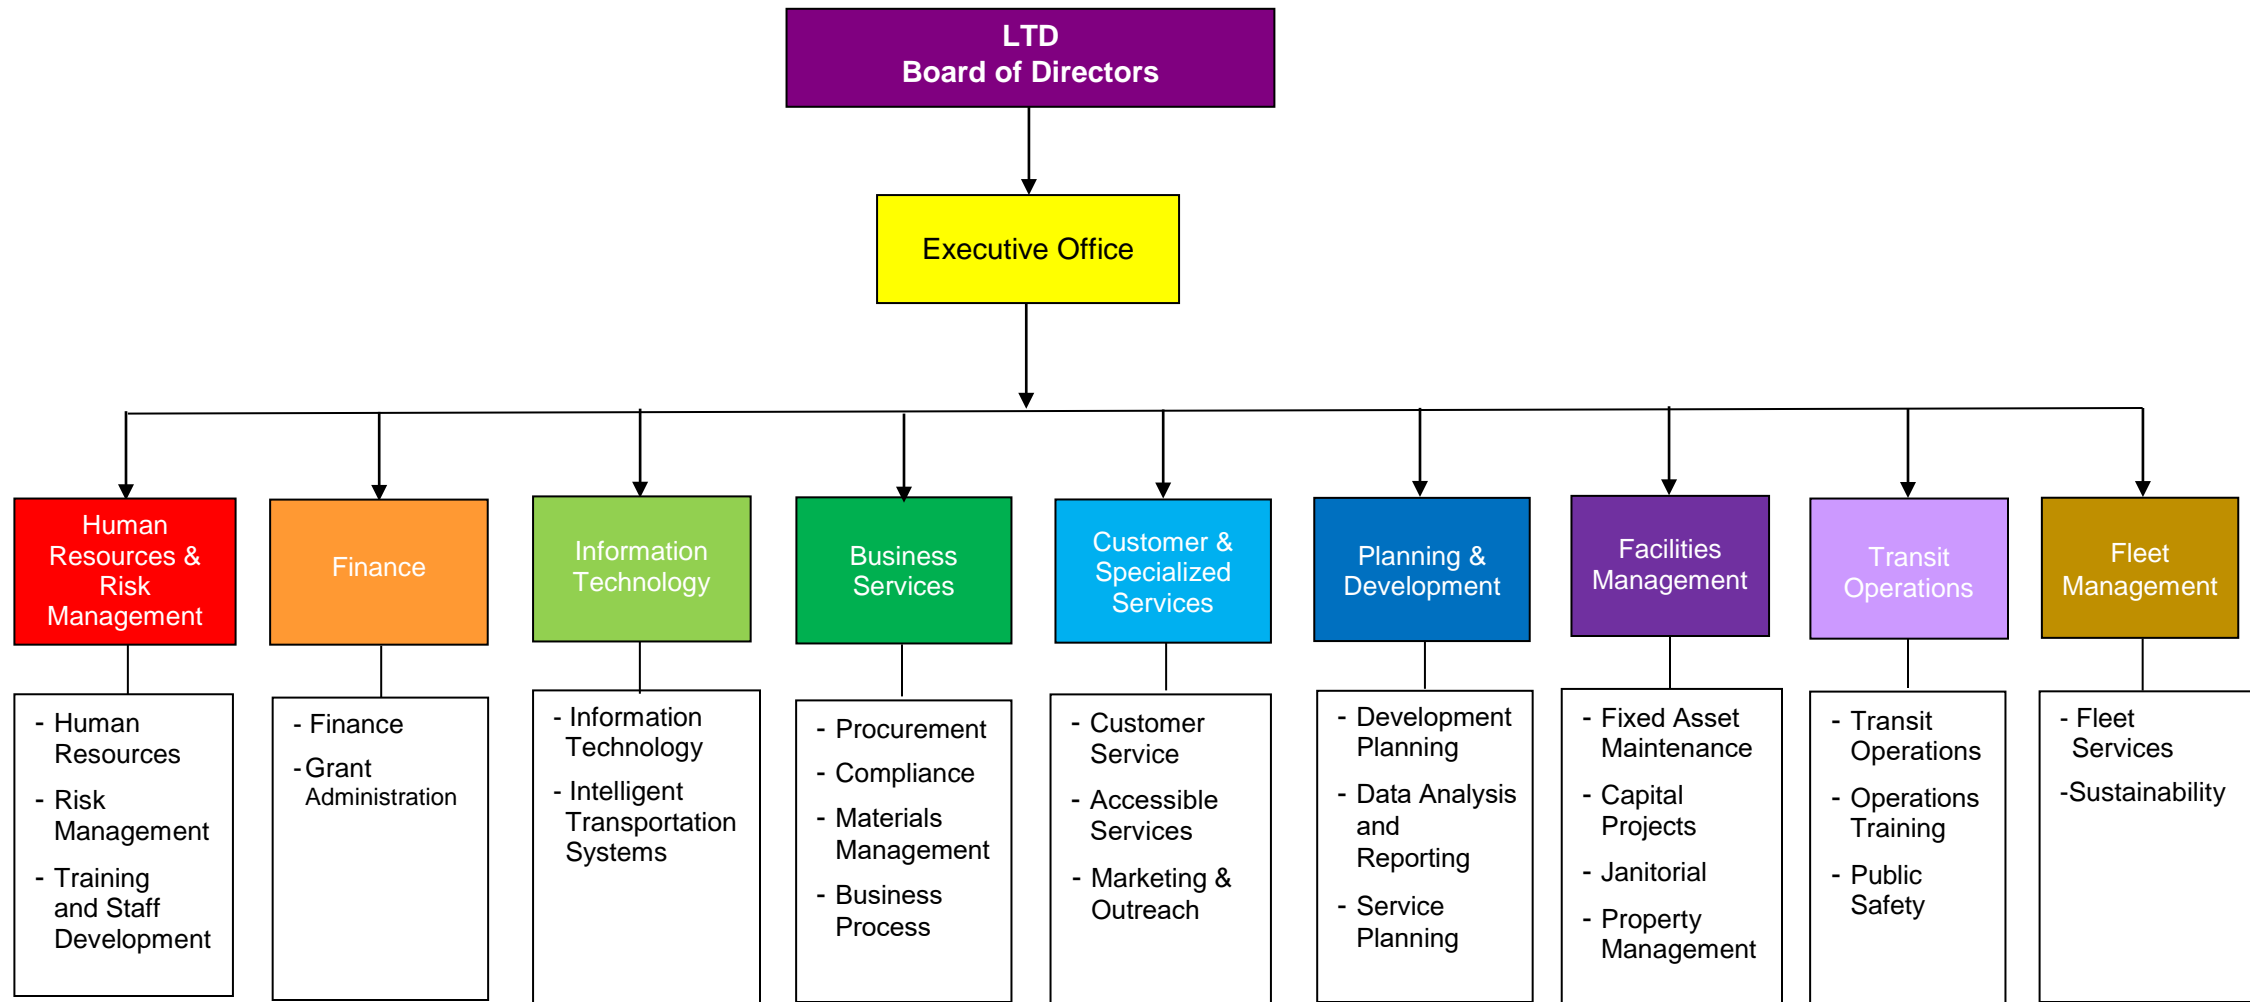 LTD
Board of Directors
Executive Office
Human
Resources &
Risk
Management
Finance
Information
Technology
Business
Services
Customer &
Specialized
Services
Planning &
Development
Facilities
Management
Transit
Operations
Fleet
Management
- Human
Resources
- Risk
Management
- Training
and Staff
Development
- Finance
-Grant
Administration
- Information
Technology
- Intelligent
Transportation
Systems
- Procurement
- Compliance
- Materials
Management
- Business
Process
- Customer
Service
- Accessible
Services
- Marketing &
Outreach
- Development
Planning
- Data Analysis
and
Reporting
- Service
Planning
- Fixed Asset
Maintenance
- Capital
Projects
- Janitorial
- Property
Management
- Transit
Operations
- Operations
Training
- Public
Safety
- Fleet
Services
-Sustainability